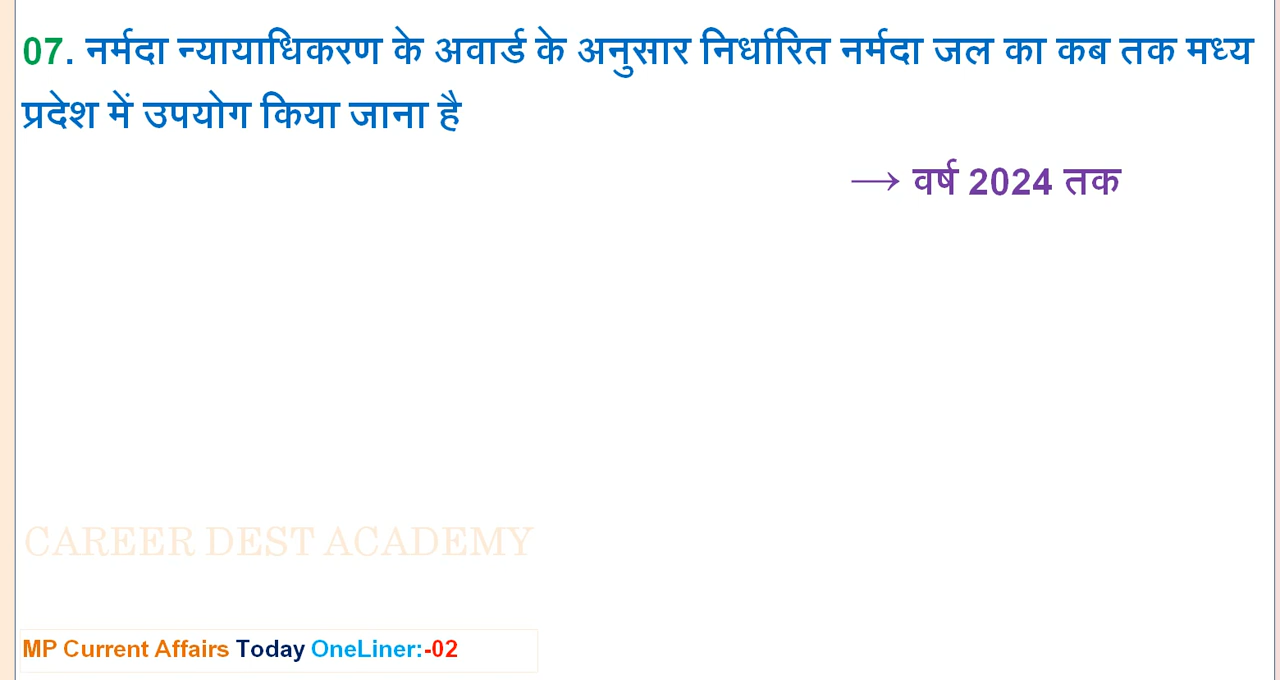 07. नर्मदा न्यायाधिकरण के अवार्ड के अनुसार निर्धारित नर्मदा जल का कब तक मध्य
प्रदेश में उपयोग किया जाना है
→ वर्ष 2024 तक
CAREER DEST ACADEMY
MP Current Affairs Today OneLiner:-02